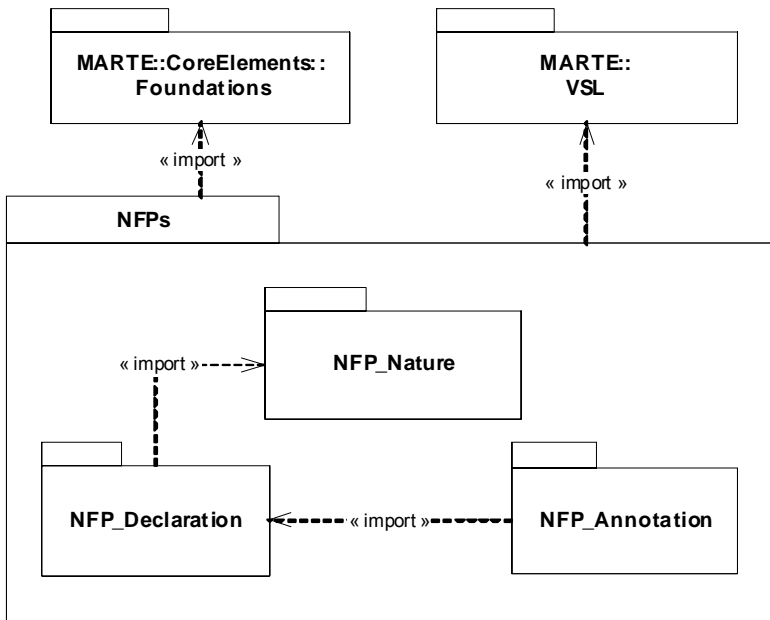 MARTE::CoreElements::
Foundations
MARTE::
VSL
« import »
« import »
NFPs
NFP_Nature
« import »
NFP_Declaration
« import »
NFP_Annotation